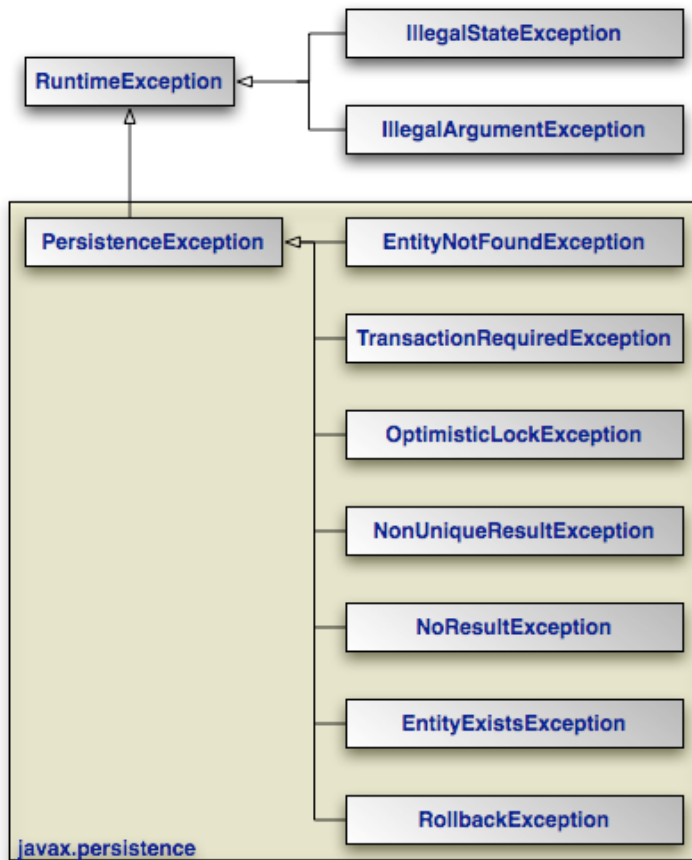 IllegalStateException
RuntimeException
IllegalArgumentException
PersistenceException
EntityNotFoundException
TransactionRequiredException
OptimisticLockException
NonUniqueResultException
NoResultException
EntityExistsException
RollbackException
javax.persistence